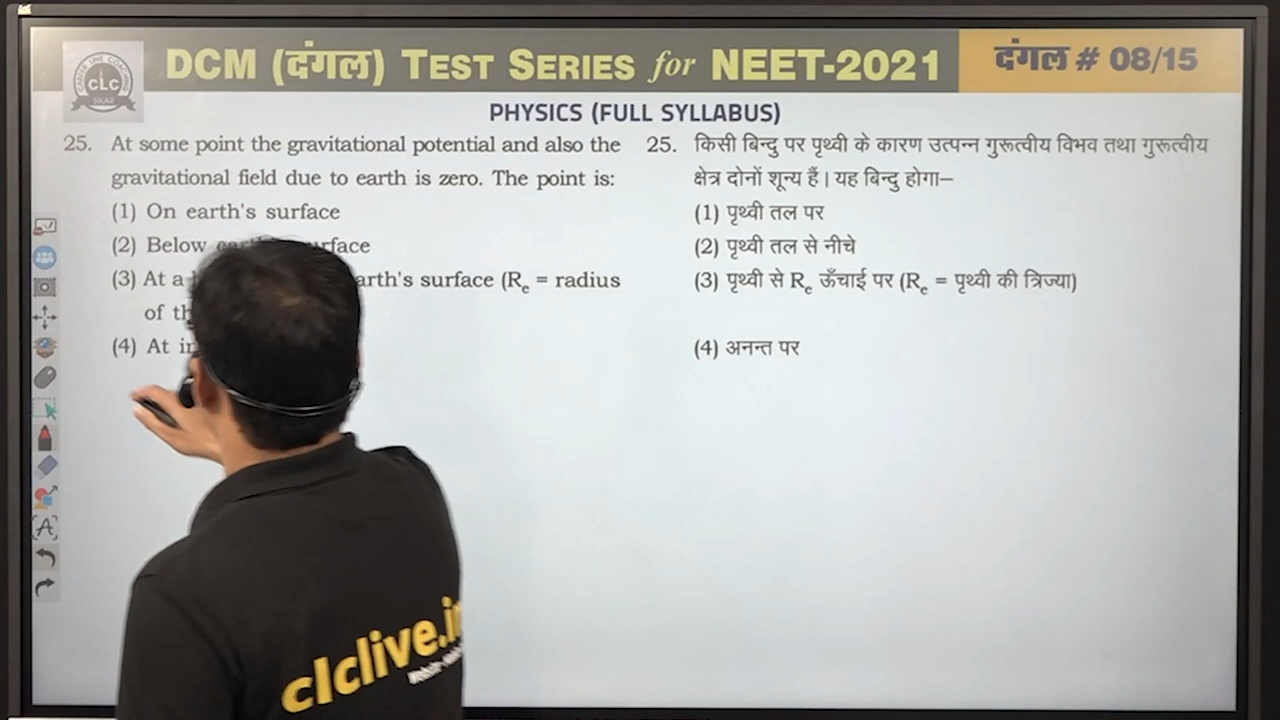 DCM (दंगल) TEST SERIES for NEET-2021
दंगल # 08/15
CLC
PHYSICS (FULL SYLLABUS)
25. At some point the gravitational potential and also the
gravitational field due to earth is zero. The point is:
(1) On earth's surface
(2) Below
(3) At a earth's surface (Re = radius
of
(4) At
25. किसी बिन्दु पर पृथ्वी के कारण उत्पन्न गुरूत्वीय विभव तथा गुरूत्वीय
क्षेत्र दोनों शून्य हैं। यह बिन्दु होगा–
(1) पृथ्वी तल पर
(2) पृथ्वी तल से नीचे
(3) पृथ्वी से Re ऊँचाई पर (Re = पृथ्वी की त्रिज्या)
(4) अनन्त पर
clclive.in